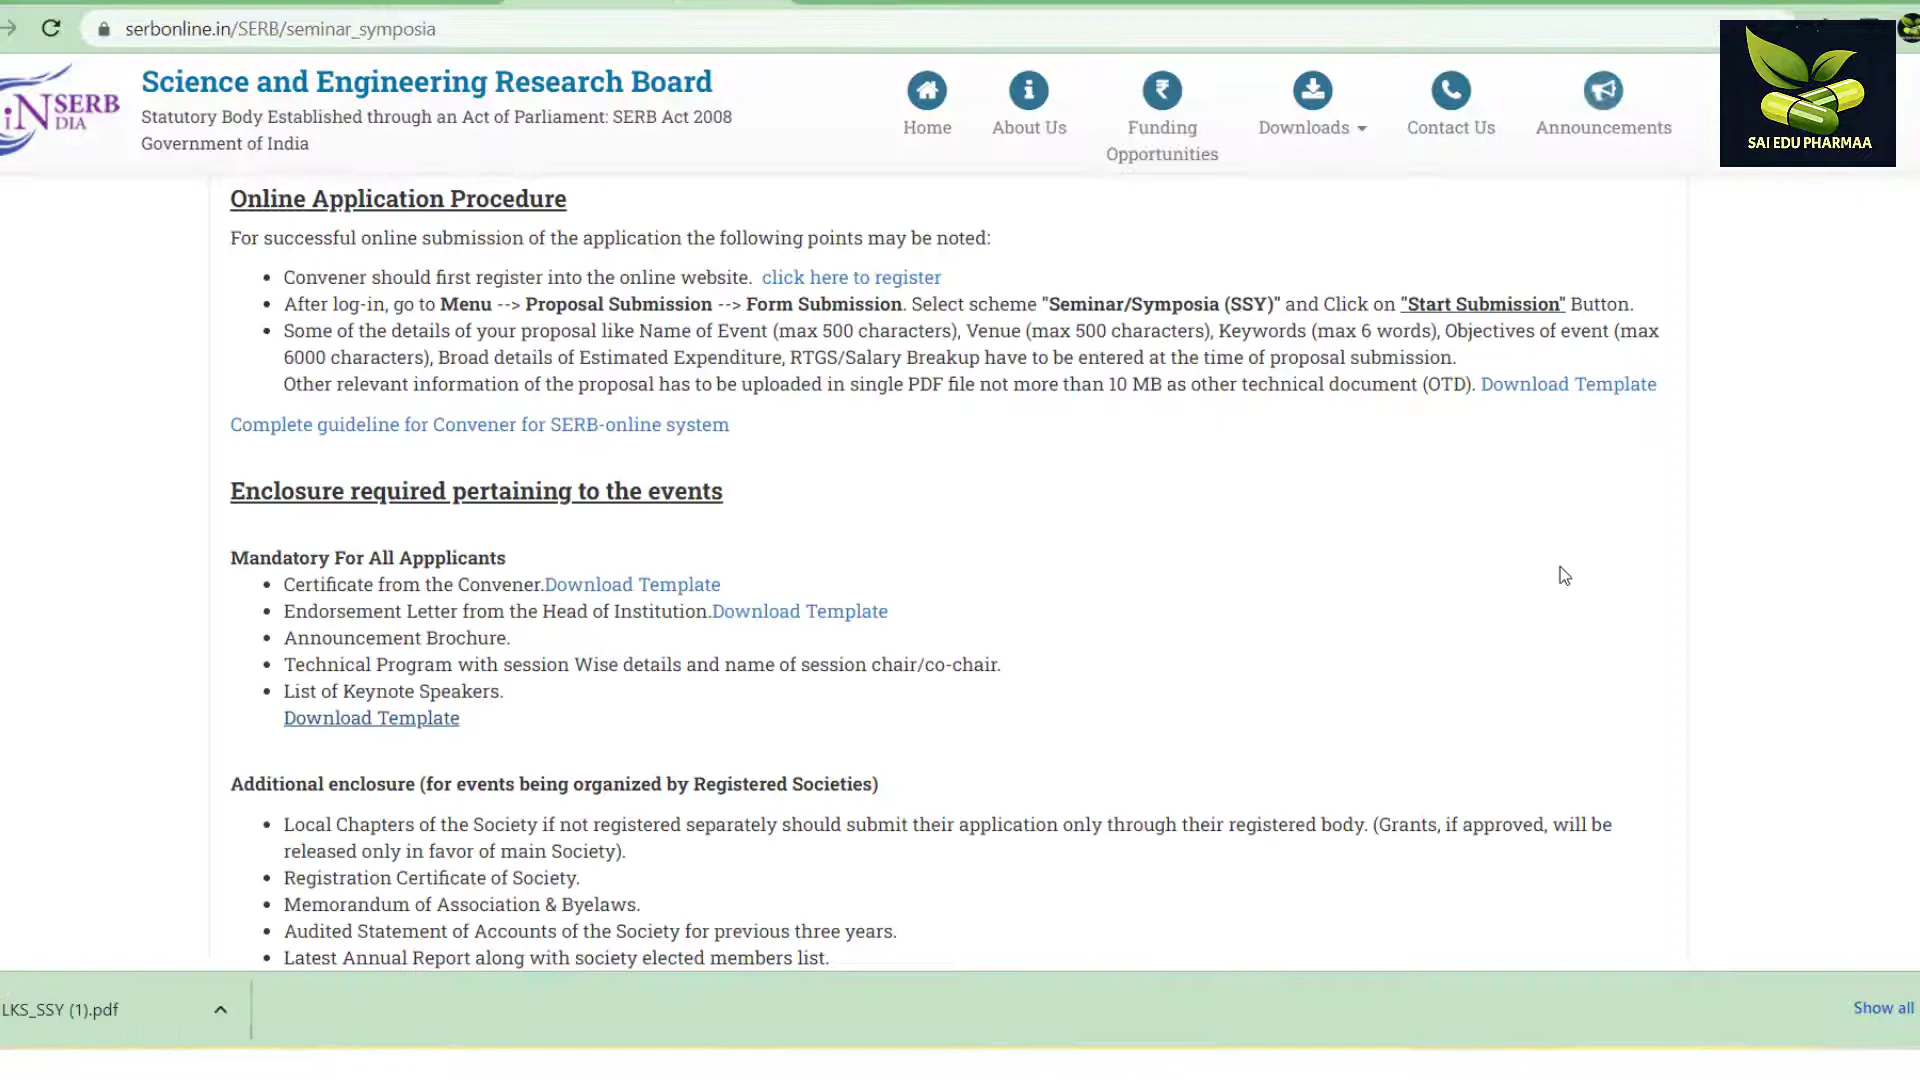 serbonline.in/SERB/seminar_symposia
iN SERB
DIA
Science and Engineering Research Board
Statutory Body Established through an Act of Parliament: SERB Act 2008
Government of India
Home
About Us
Funding
Opportunities
Downloads
Contact Us
Announcements
SAI EDU PHARMAA
Online Application Procedure
For successful online submission of the application the following points may be noted:
• Convener should first register into the online website. click here to register
• After log-in, go to Menu --> Proposal Submission --> Form Submission. Select scheme "Seminar/Symposia (SSY)" and Click on "Start Submission" Button.
• Some of the details of your proposal like Name of Event (max 500 characters), Venue (max 500 characters), Keywords (max 6 words), Objectives of event (max
6000 characters), Broad details of Estimated Expenditure, RTGS/Salary Breakup have to be entered at the time of proposal submission.
Other relevant information of the proposal has to be uploaded in single PDF file not more than 10 MB as other technical document (OTD). Download Template
Complete guideline for Convener for SERB-online system
Enclosure required pertaining to the events
Mandatory For All Appplicants
• Certificate from the Convener.Download Template
• Endorsement Letter from the Head of Institution.Download Template
• Announcement Brochure.
• Technical Program with session Wise details and name of session chair/co-chair.
• List of Keynote Speakers.
Download Template
Additional enclosure (for events being organized by Registered Societies)
• Local Chapters of the Society if not registered separately should submit their application only through their registered body. (Grants, if approved, will be
released only in favor of main Society).
• Registration Certificate of Society.
• Memorandum of Association & Byelaws.
• Audited Statement of Accounts of the Society for previous three years.
• Latest Annual Report along with society elected members list.
LKS_SSY (1).pdf
Show all